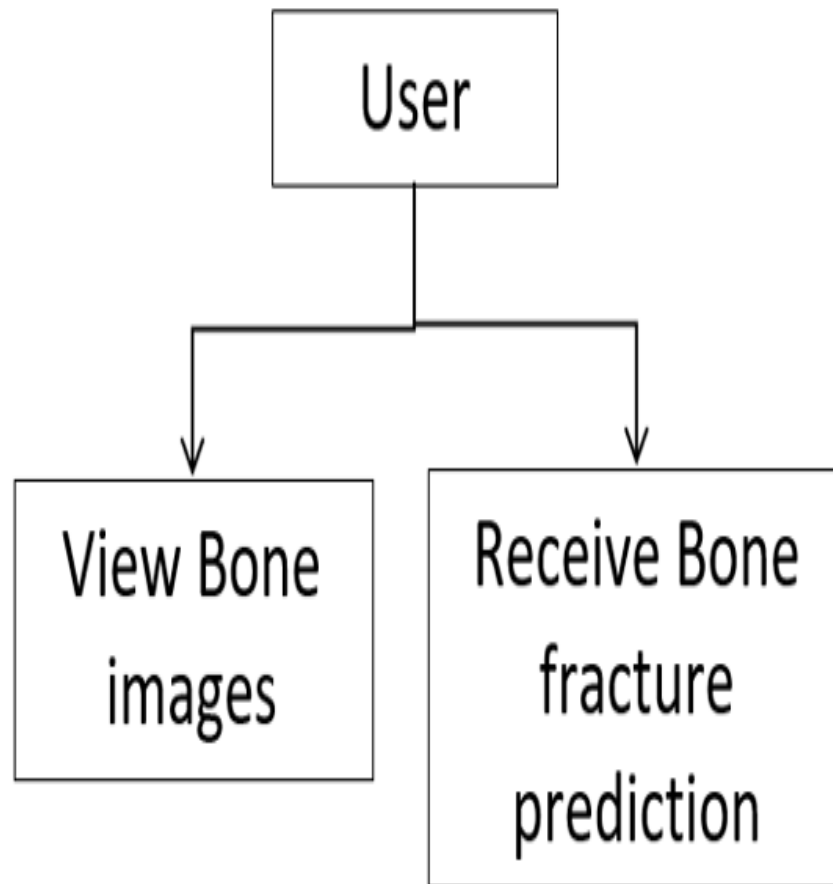 User
View Bone
images
Receive Bone
fracture
prediction